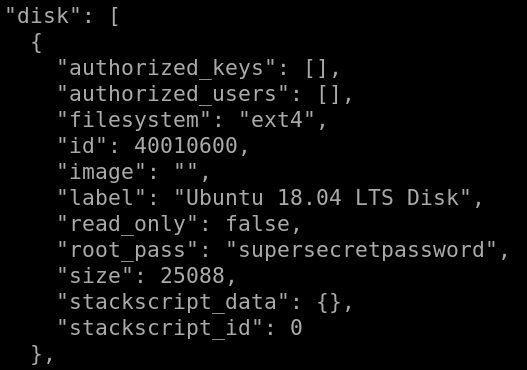 "disk": [
  {
    "authorized_keys": [],
    "authorized_users": [],
    "filesystem": "ext4",
    "id": 40010600,
    "image": "",
    "label": "Ubuntu 18.04 LTS Disk",
    "read_only": false,
    "root_pass": "supersecretpassword",
    "size": 25088,
    "stackscript_data": {},
    "stackscript_id": 0
  },